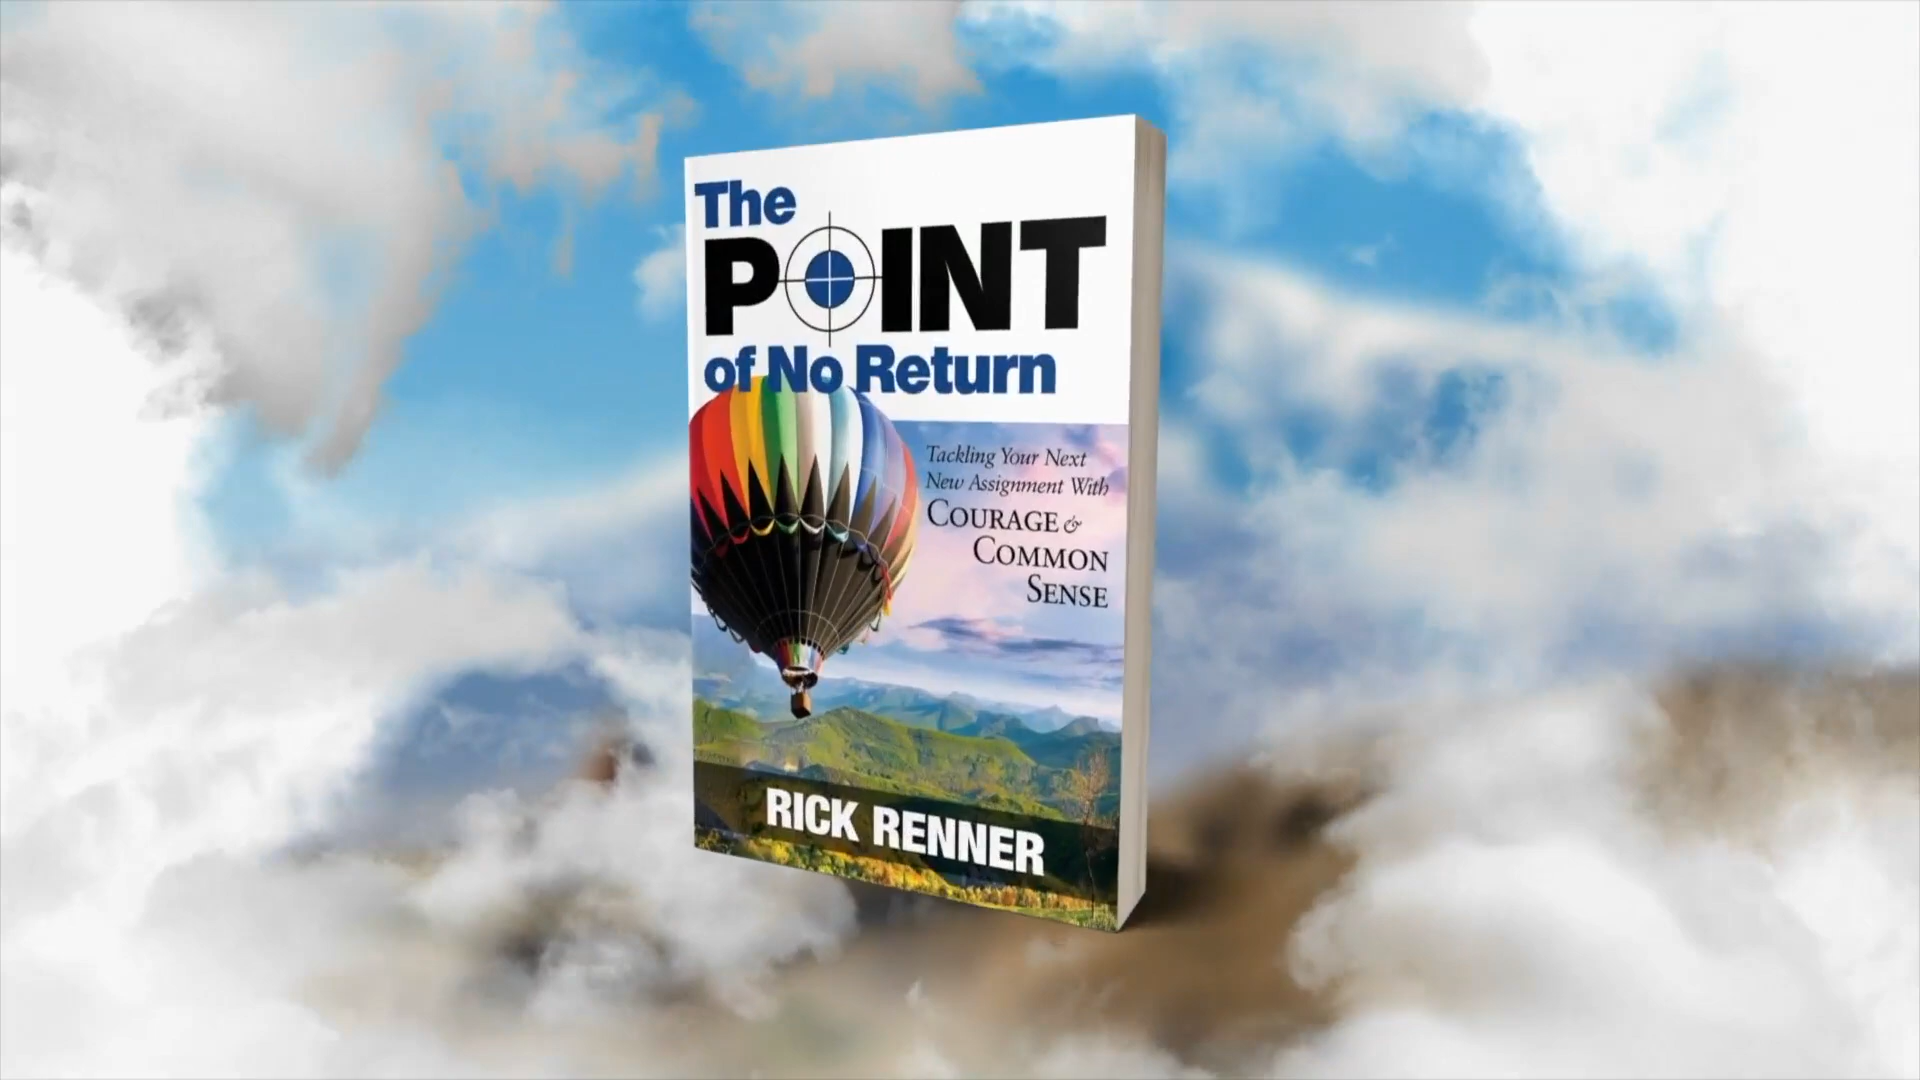 The
POINT
of No Return
Tackling Your Next
New Assignment With
COURAGE &
COMMON
SENSE
RICK RENNER